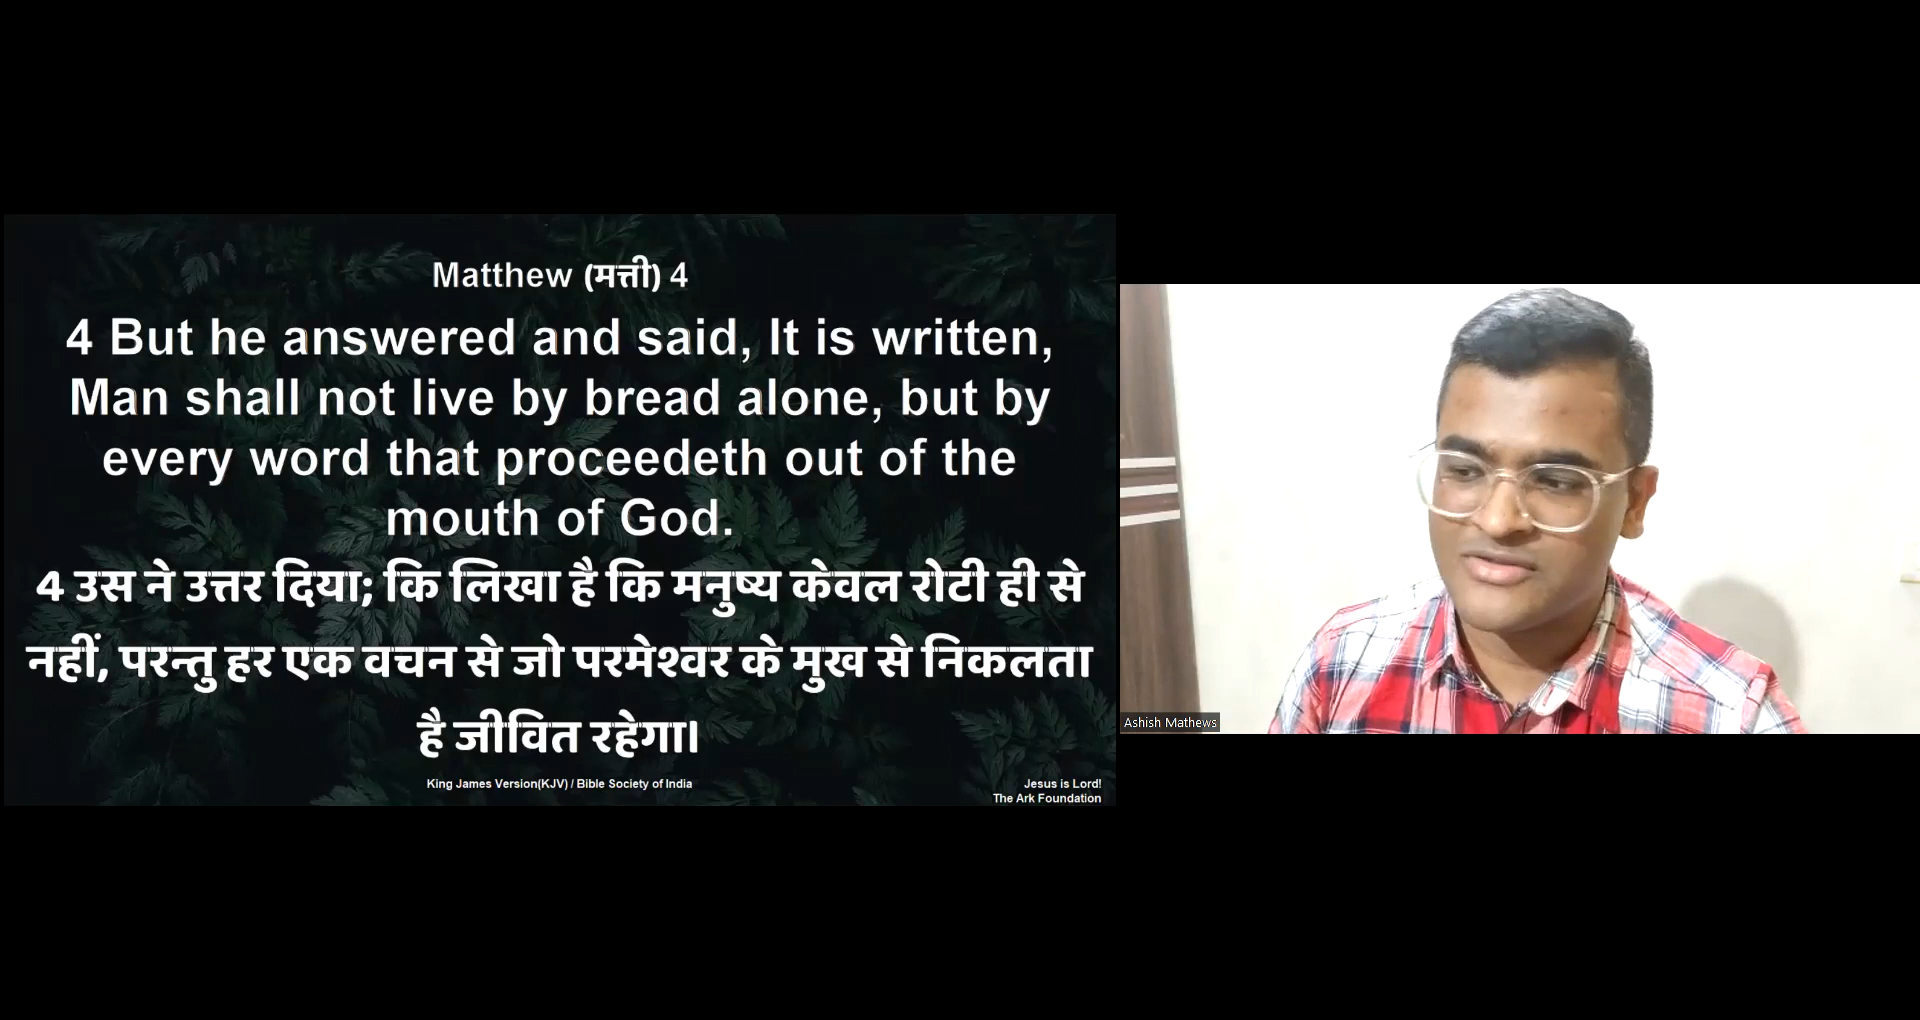 Matthew (मत्ती) 4
4 But he answered and said, It is written,
Man shall not live by bread alone, but by
every word that proceedeth out of the
mouth of God.
4 उस ने उत्तर दिया; कि लिखा है कि मनुष्य केवल रोटी ही से
नहीं, परन्तु हर एक वचन से जो परमेश्वर के मुख से निकलता
है जीवित रहेगा।
King James Version(KJV) / Bible Society of India
Jesus is Lord!
The Ark Foundation
Ashish Mathews